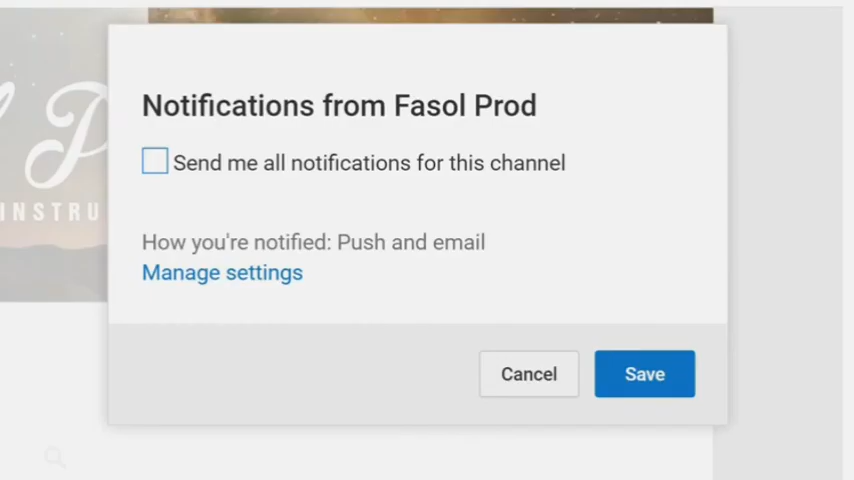 Notifications from Fasol Prod
Send me all notifications for this channel
INSTRU
How you're notified: Push and email
Manage settings
Cancel
Save